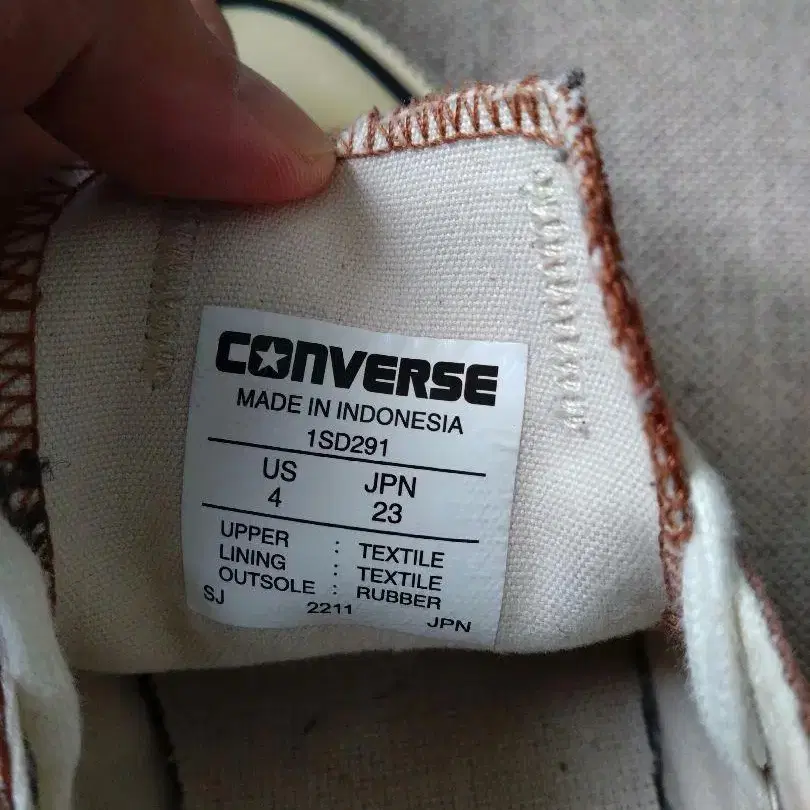 CONVERSE
MADE IN INDONESIA
1SD291
US JPN
4 23
UPPER : TEXTILE
LINING : TEXTILE
OUTSOLE : RUBBER
SJ 2211 JPN